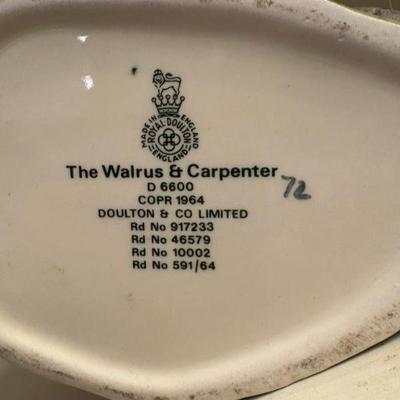 MADE IN ENGLAND
ROYAL DOULTON
ENGLAND
The Walrus & Carpenter
72
D 6600
COPR 1964
DOULTON & CO LIMITED
Rd No 917233
Rd No 46579
Rd No 10002
Rd No 591/64